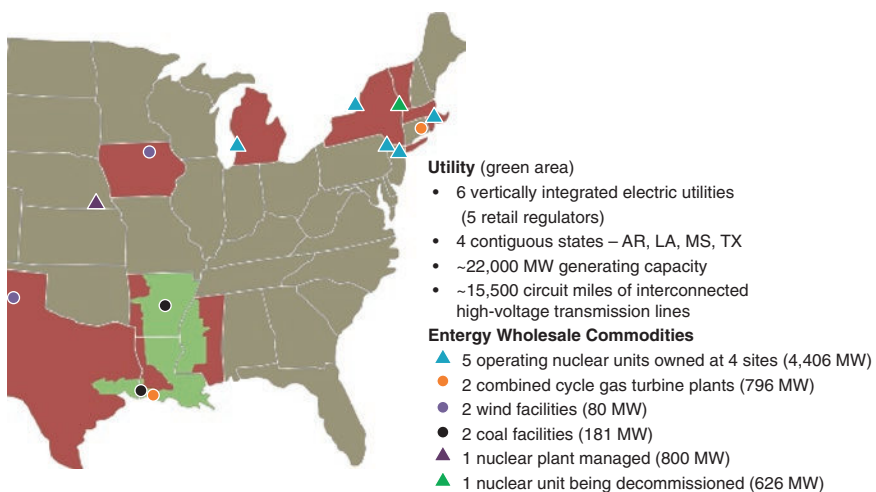 Utility (green area)
• 6 vertically integrated electric utilities
(5 retail regulators)
• 4 contiguous states – AR, LA, MS, TX
• ~22,000 MW generating capacity
• ~15,500 circuit miles of interconnected
high-voltage transmission lines
Entergy Wholesale Commodities
5 operating nuclear units owned at 4 sites (4,406 MW)
2 combined cycle gas turbine plants (796 MW)
2 wind facilities (80 MW)
2 coal facilities (181 MW)
1 nuclear plant managed (800 MW)
1 nuclear unit being decommissioned (626 MW)